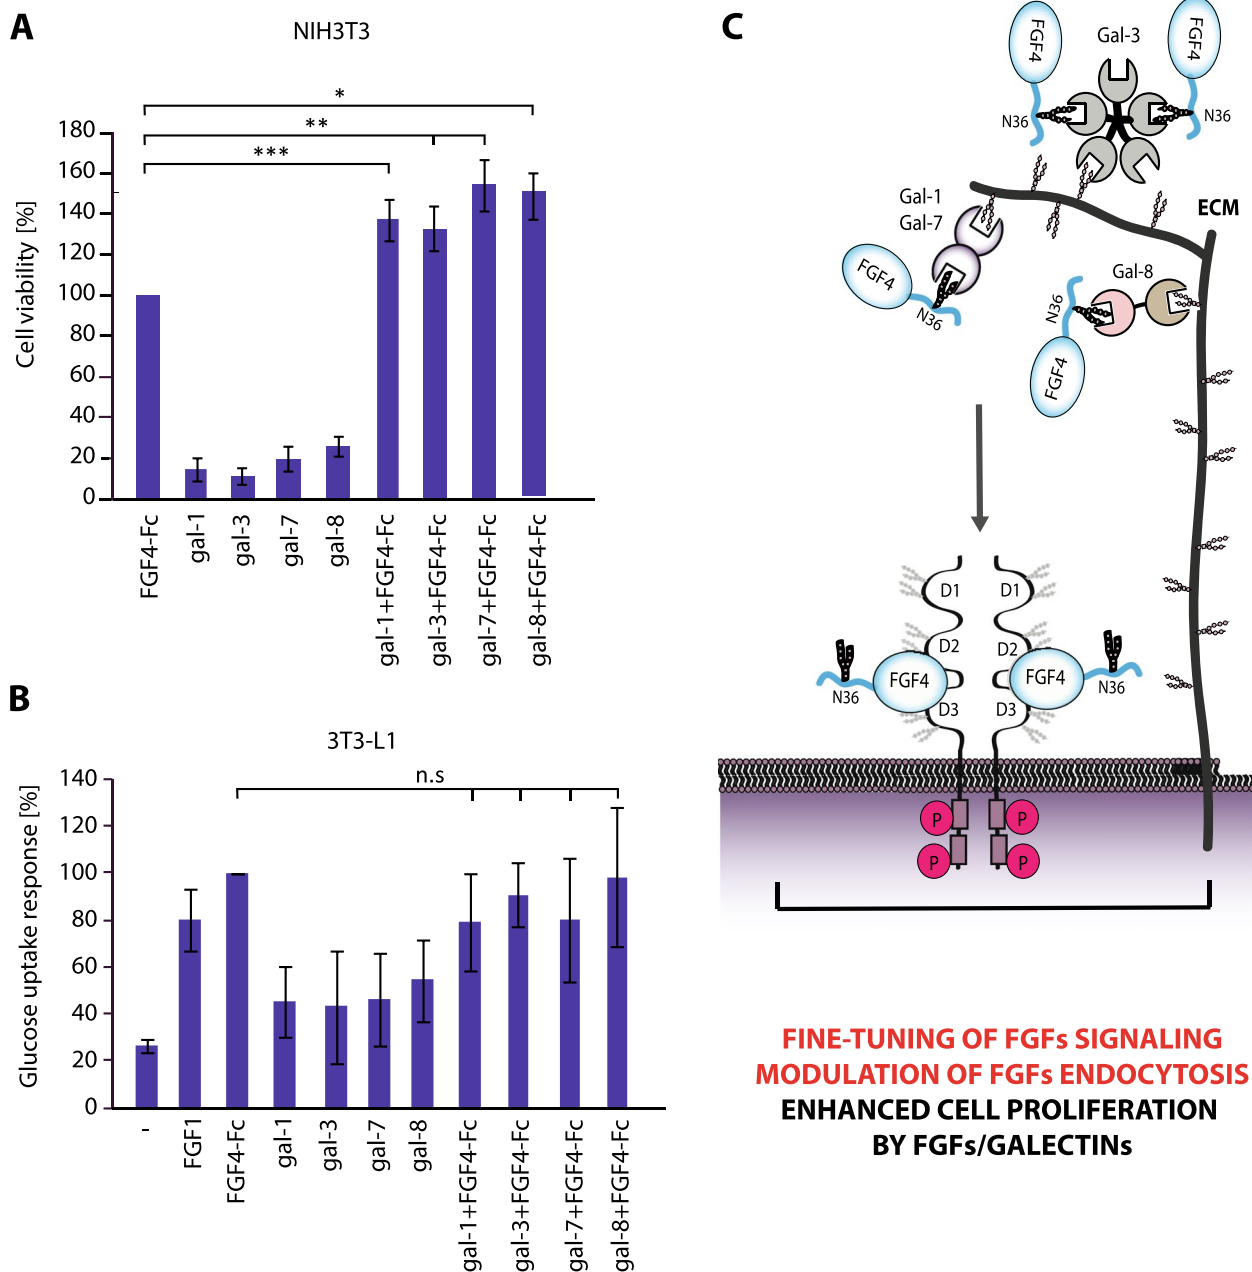 A
NIH3T3
*
**
***
Cell viability [%]
180
160
140
120
100
80
60
40
20
0
FGF4-Fc
gal-1
gal-3
gal-7
gal-8
gal-1+FGF4-Fc
gal-3+FGF4-Fc
gal-7+FGF4-Fc
gal-8+FGF4-Fc
B
3T3-L1
n.s
Glucose uptake response [%]
140
120
100
80
60
40
20
0
-
FGF1
FGF4-Fc
gal-1
gal-3
gal-7
gal-8
gal-1+FGF4-Fc
gal-3+FGF4-Fc
gal-7+FGF4-Fc
gal-8+FGF4-Fc
C
FGF4
Gal-3
FGF4
N36
N36
Gal-1
Gal-7
ECM
FGF4
N36
Gal-8
N36
FGF4
D1
D1
D2
D2
FGF4
FGF4
N36
N36
D3
D3
P
P
P
P
FINE-TUNING OF FGFs SIGNALING
MODULATION OF FGFs ENDOCYTOSIS
ENHANCED CELL PROLIFERATION
BY FGFs/GALECTINs